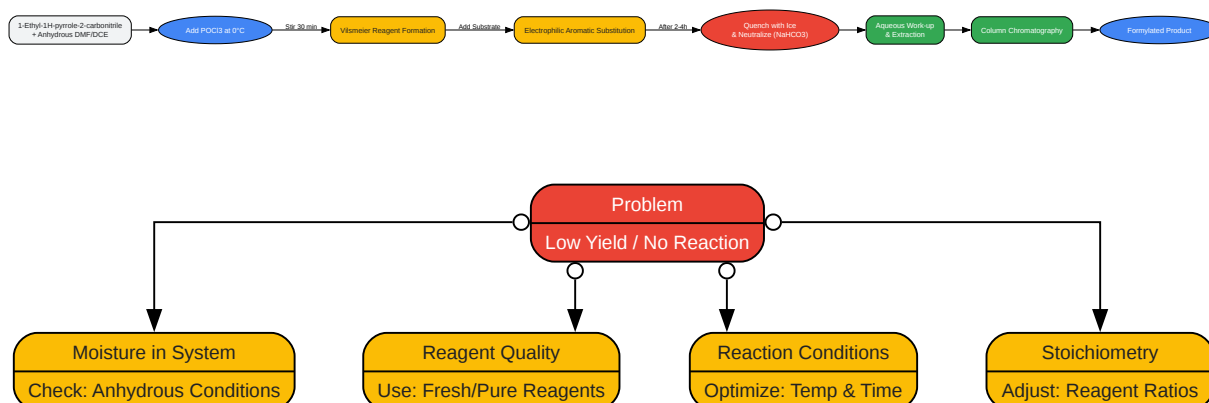 1-Ethyl-1H-pyrrole-2-carbonitrile
+ Anhydrous DMF/DCE
Add POCl3 at 0°C
Stir 30 min
Vilsmeier Reagent Formation
Add Substrate
Electrophilic Aromatic Substitution
After 2-4h
Quench with Ice
& Neutralize (NaHCO3)
Aqueous Work-up
& Extraction
Column Chromatography
Formylated Product
Problem
Low Yield / No Reaction
Moisture in System
Check: Anhydrous Conditions
Reagent Quality
Use: Fresh/Pure Reagents
Reaction Conditions
Optimize: Temp & Time
Stoichiometry
Adjust: Reagent Ratios